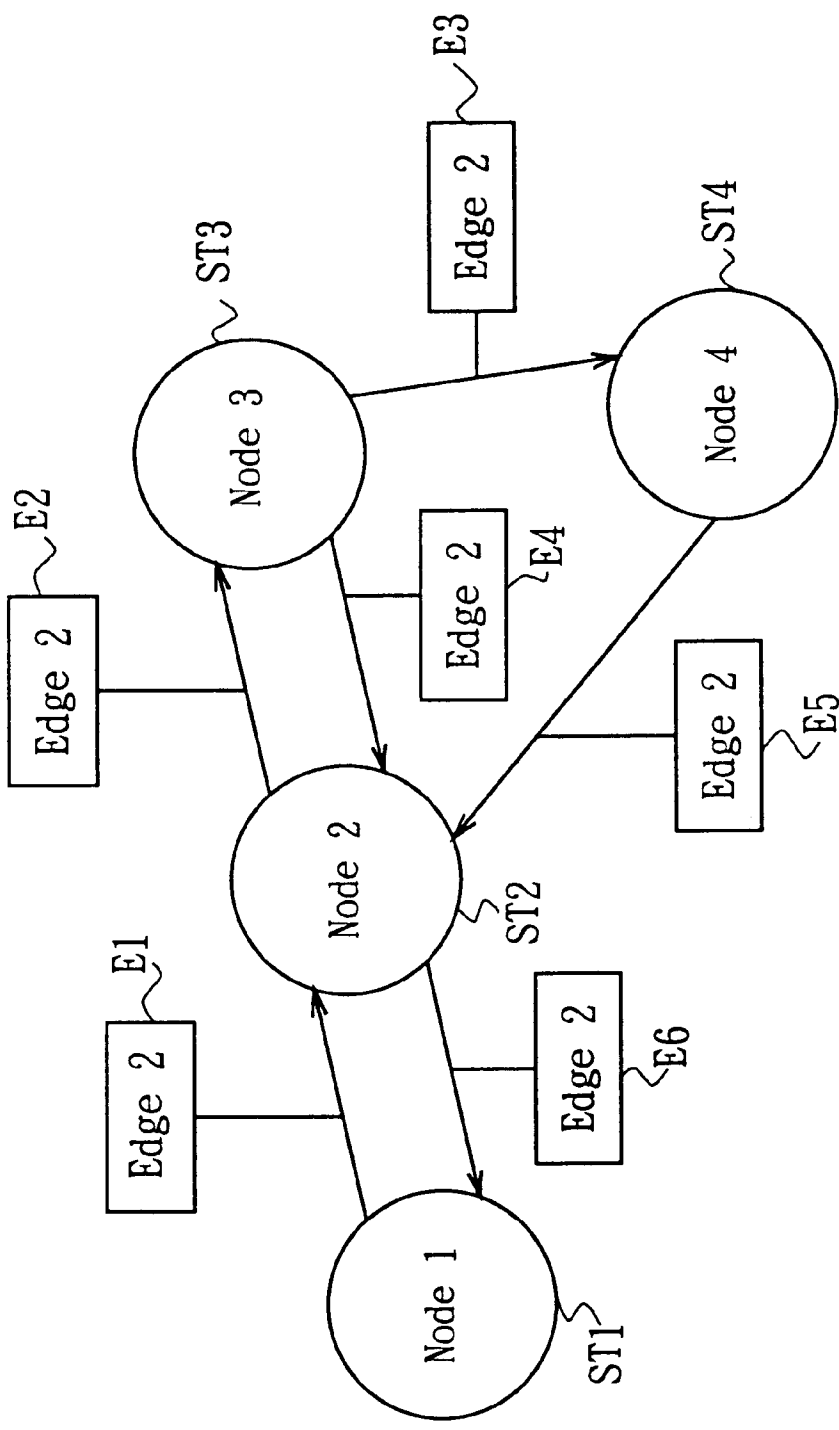 E2
Edge 2
ST3
Node 3
E3
Edge 2
E1
Edge 2
Node 2
ST2
Edge 2
E4
Node 4
ST4
Node 1
ST1
Edge 2
E6
Edge 2
E5